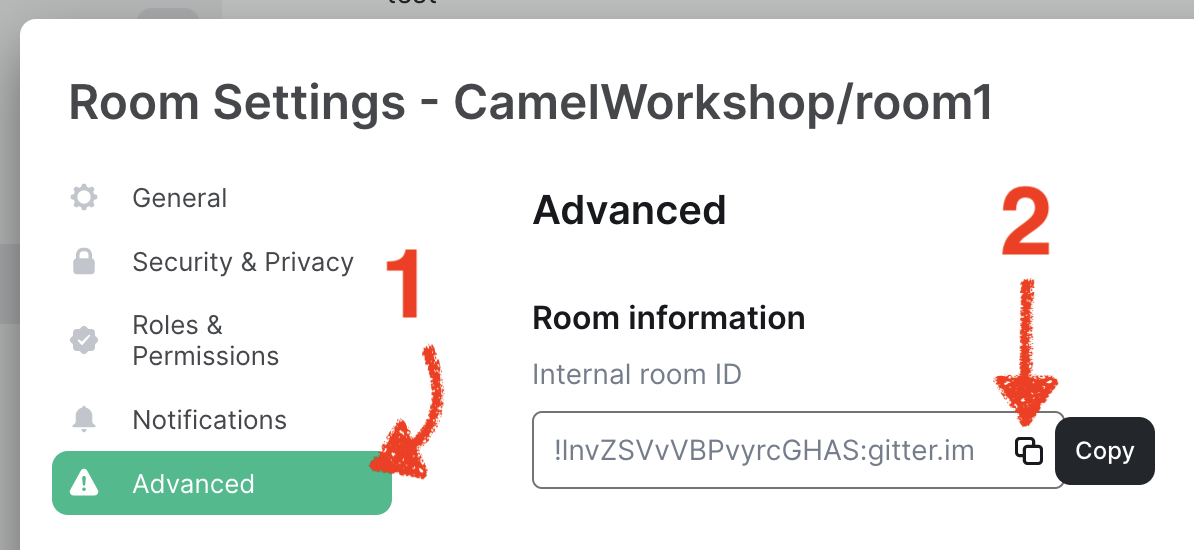 Room Settings - CamelWorkshop/room1
General
Security & Privacy
Roles &
Permissions
Notifications
Advanced
1
Advanced
2
Room information
Internal room ID
!lnvZSVvVBPvyrcGHAS:gitter.im
Copy